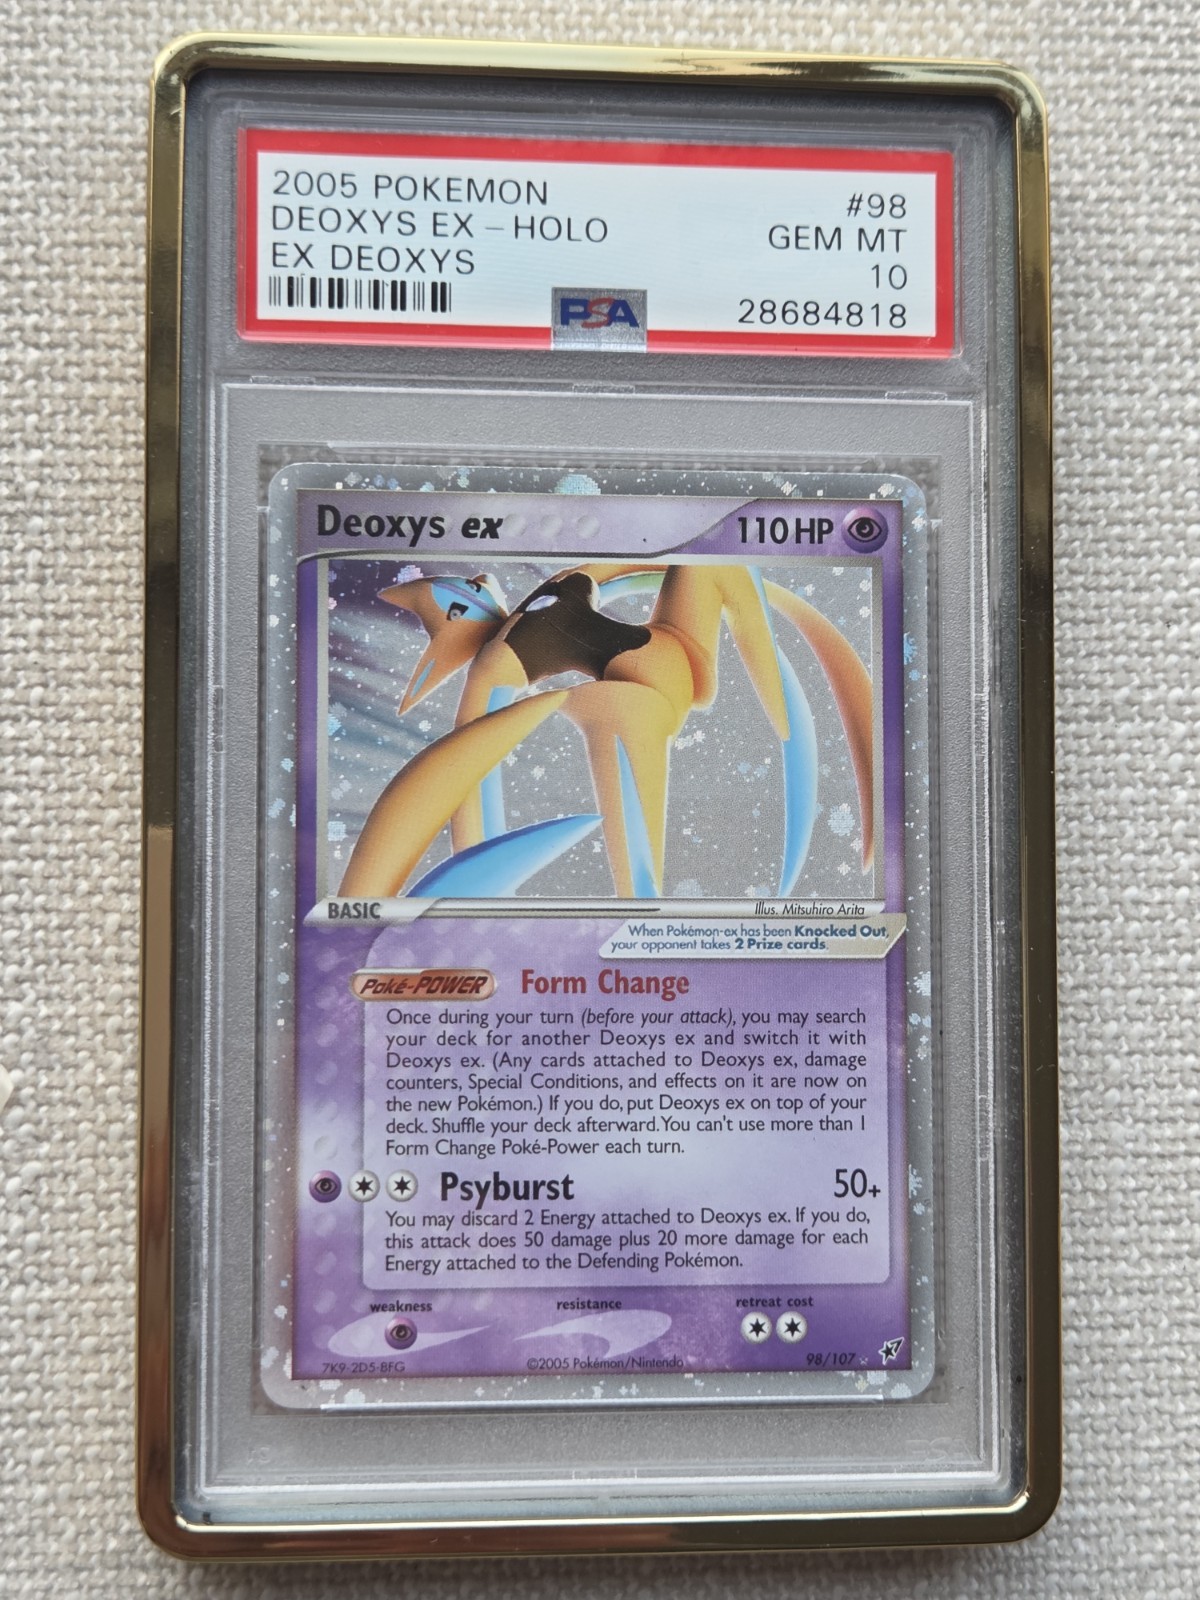 2005 POKEMON #98
DEOXYS EX – HOLO GEM MT
EX DEOXYS 10
28684818
PSA
Deoxys ex 110 HP
BASIC Illus. Mitsuhiro Arita
When Pokémon-ex has been Knocked Out,
your opponent takes 2 Prize cards.
Poké-POWER Form Change
Once during your turn (before your attack), you may search
your deck for another Deoxys ex and switch it with
Deoxys ex. (Any cards attached to Deoxys ex, damage
counters, Special Conditions, and effects on it are now on
the new Pokémon.) If you do, put Deoxys ex on top of your
deck. Shuffle your deck afterward. You can't use more than 1
Form Change Poké-Power each turn.
Psyburst 50+
You may discard 2 Energy attached to Deoxys ex. If you do,
this attack does 50 damage plus 20 more damage for each
Energy attached to the Defending Pokémon.
weakness resistance retreat cost
7K9-2D5-BFG ©2005 Pokémon/Nintendo 98/107